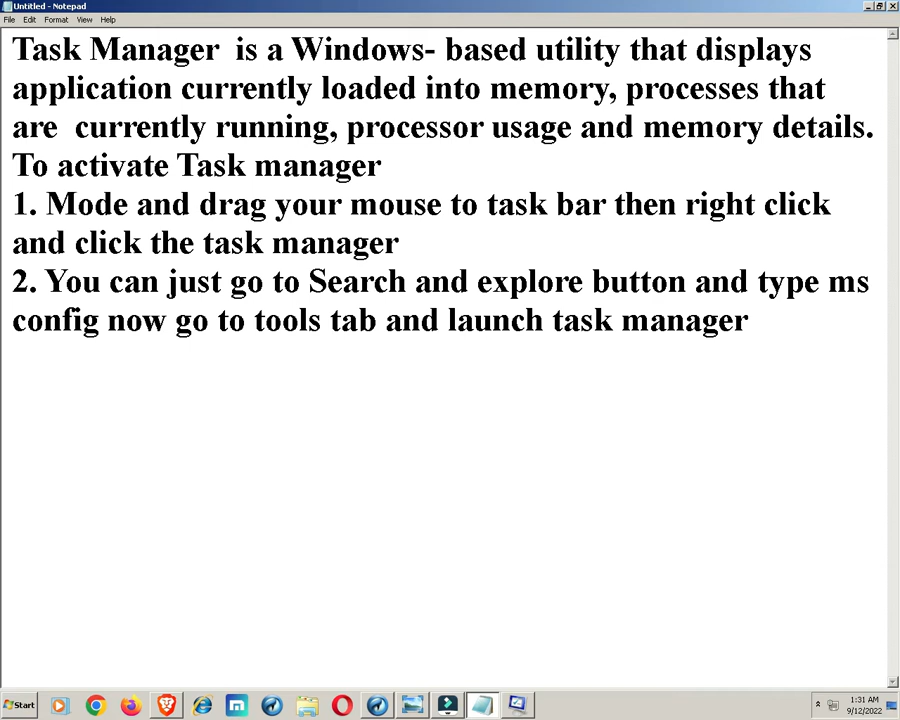 Untitled - Notepad
File Edit Format View Help
Task Manager  is a Windows- based utility that displays
application currently loaded into memory, processes that
are  currently running, processor usage and memory details.
To activate Task manager
1. Mode and drag your mouse to task bar then right click
and click the task manager
2. You can just go to Search and explore button and type ms
config now go to tools tab and launch task manager
Start
1:31 AM
9/12/2022